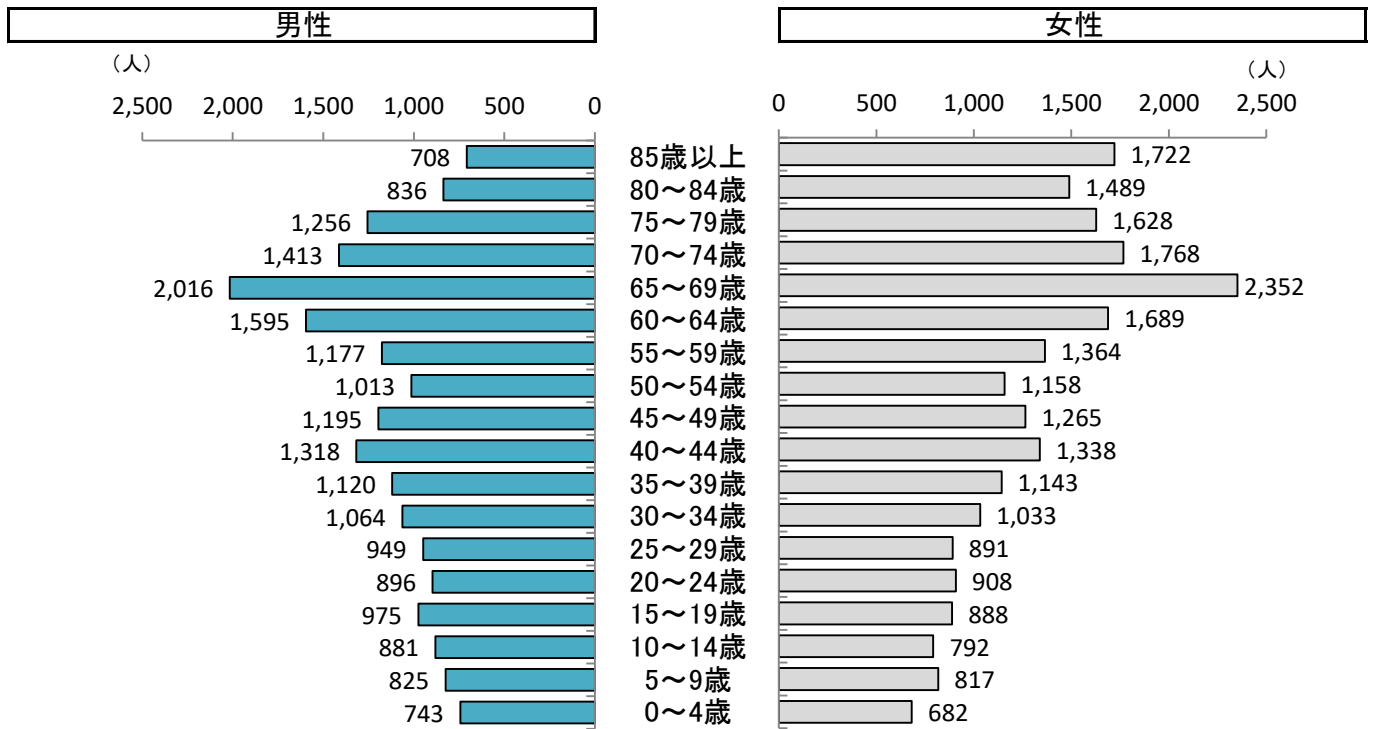 男性 女性
（人） （人）
2,500 2,000 1,500 1,000 500 0 0 500 1,000 1,500 2,000 2,500
708 85歳以上 1,722
836 80～84歳 1,489
1,256 75～79歳 1,628
1,413 70～74歳 1,768
2,016 65～69歳 2,352
1,595 60～64歳 1,689
1,177 55～59歳 1,364
1,013 50～54歳 1,158
1,195 45～49歳 1,265
1,318 40～44歳 1,338
1,120 35～39歳 1,143
1,064 30～34歳 1,033
949 25～29歳 891
896 20～24歳 908
975 15～19歳 888
881 10～14歳 792
825 5～9歳 817
743 0～4歳 682